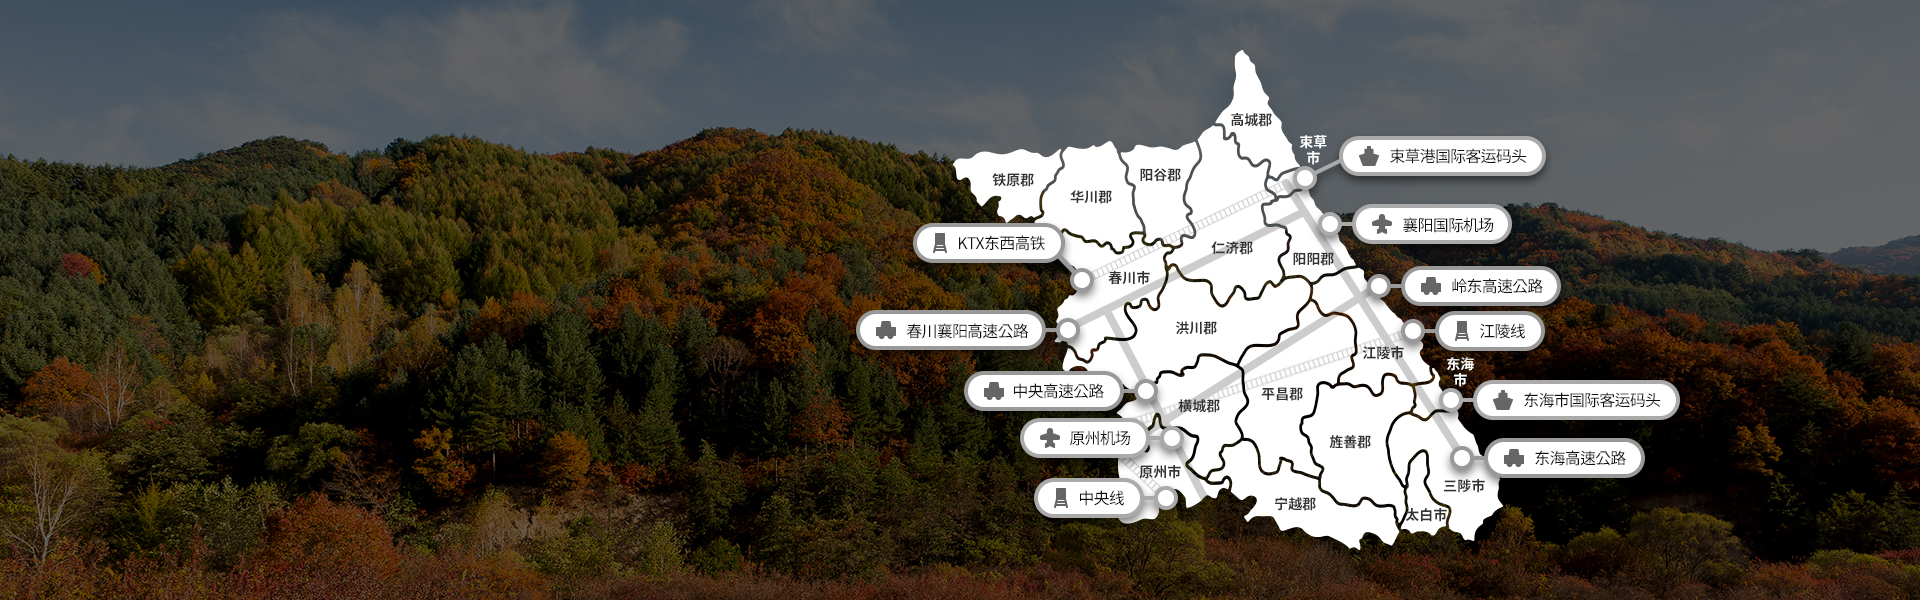 高城郡
束草
市
束草港国际客运码头
铁原郡
华川郡
阳谷郡
襄阳国际机场
KTX东西高铁
仁济郡
阳阳郡
春川市
岭东高速公路
春川襄阳高速公路
洪川郡
江陵线
江陵市
东海
市
中央高速公路
横城郡
平昌郡
东海市国际客运码头
原州机场
旌善郡
东海高速公路
原州市
三陟市
中央线
宁越郡
太白市